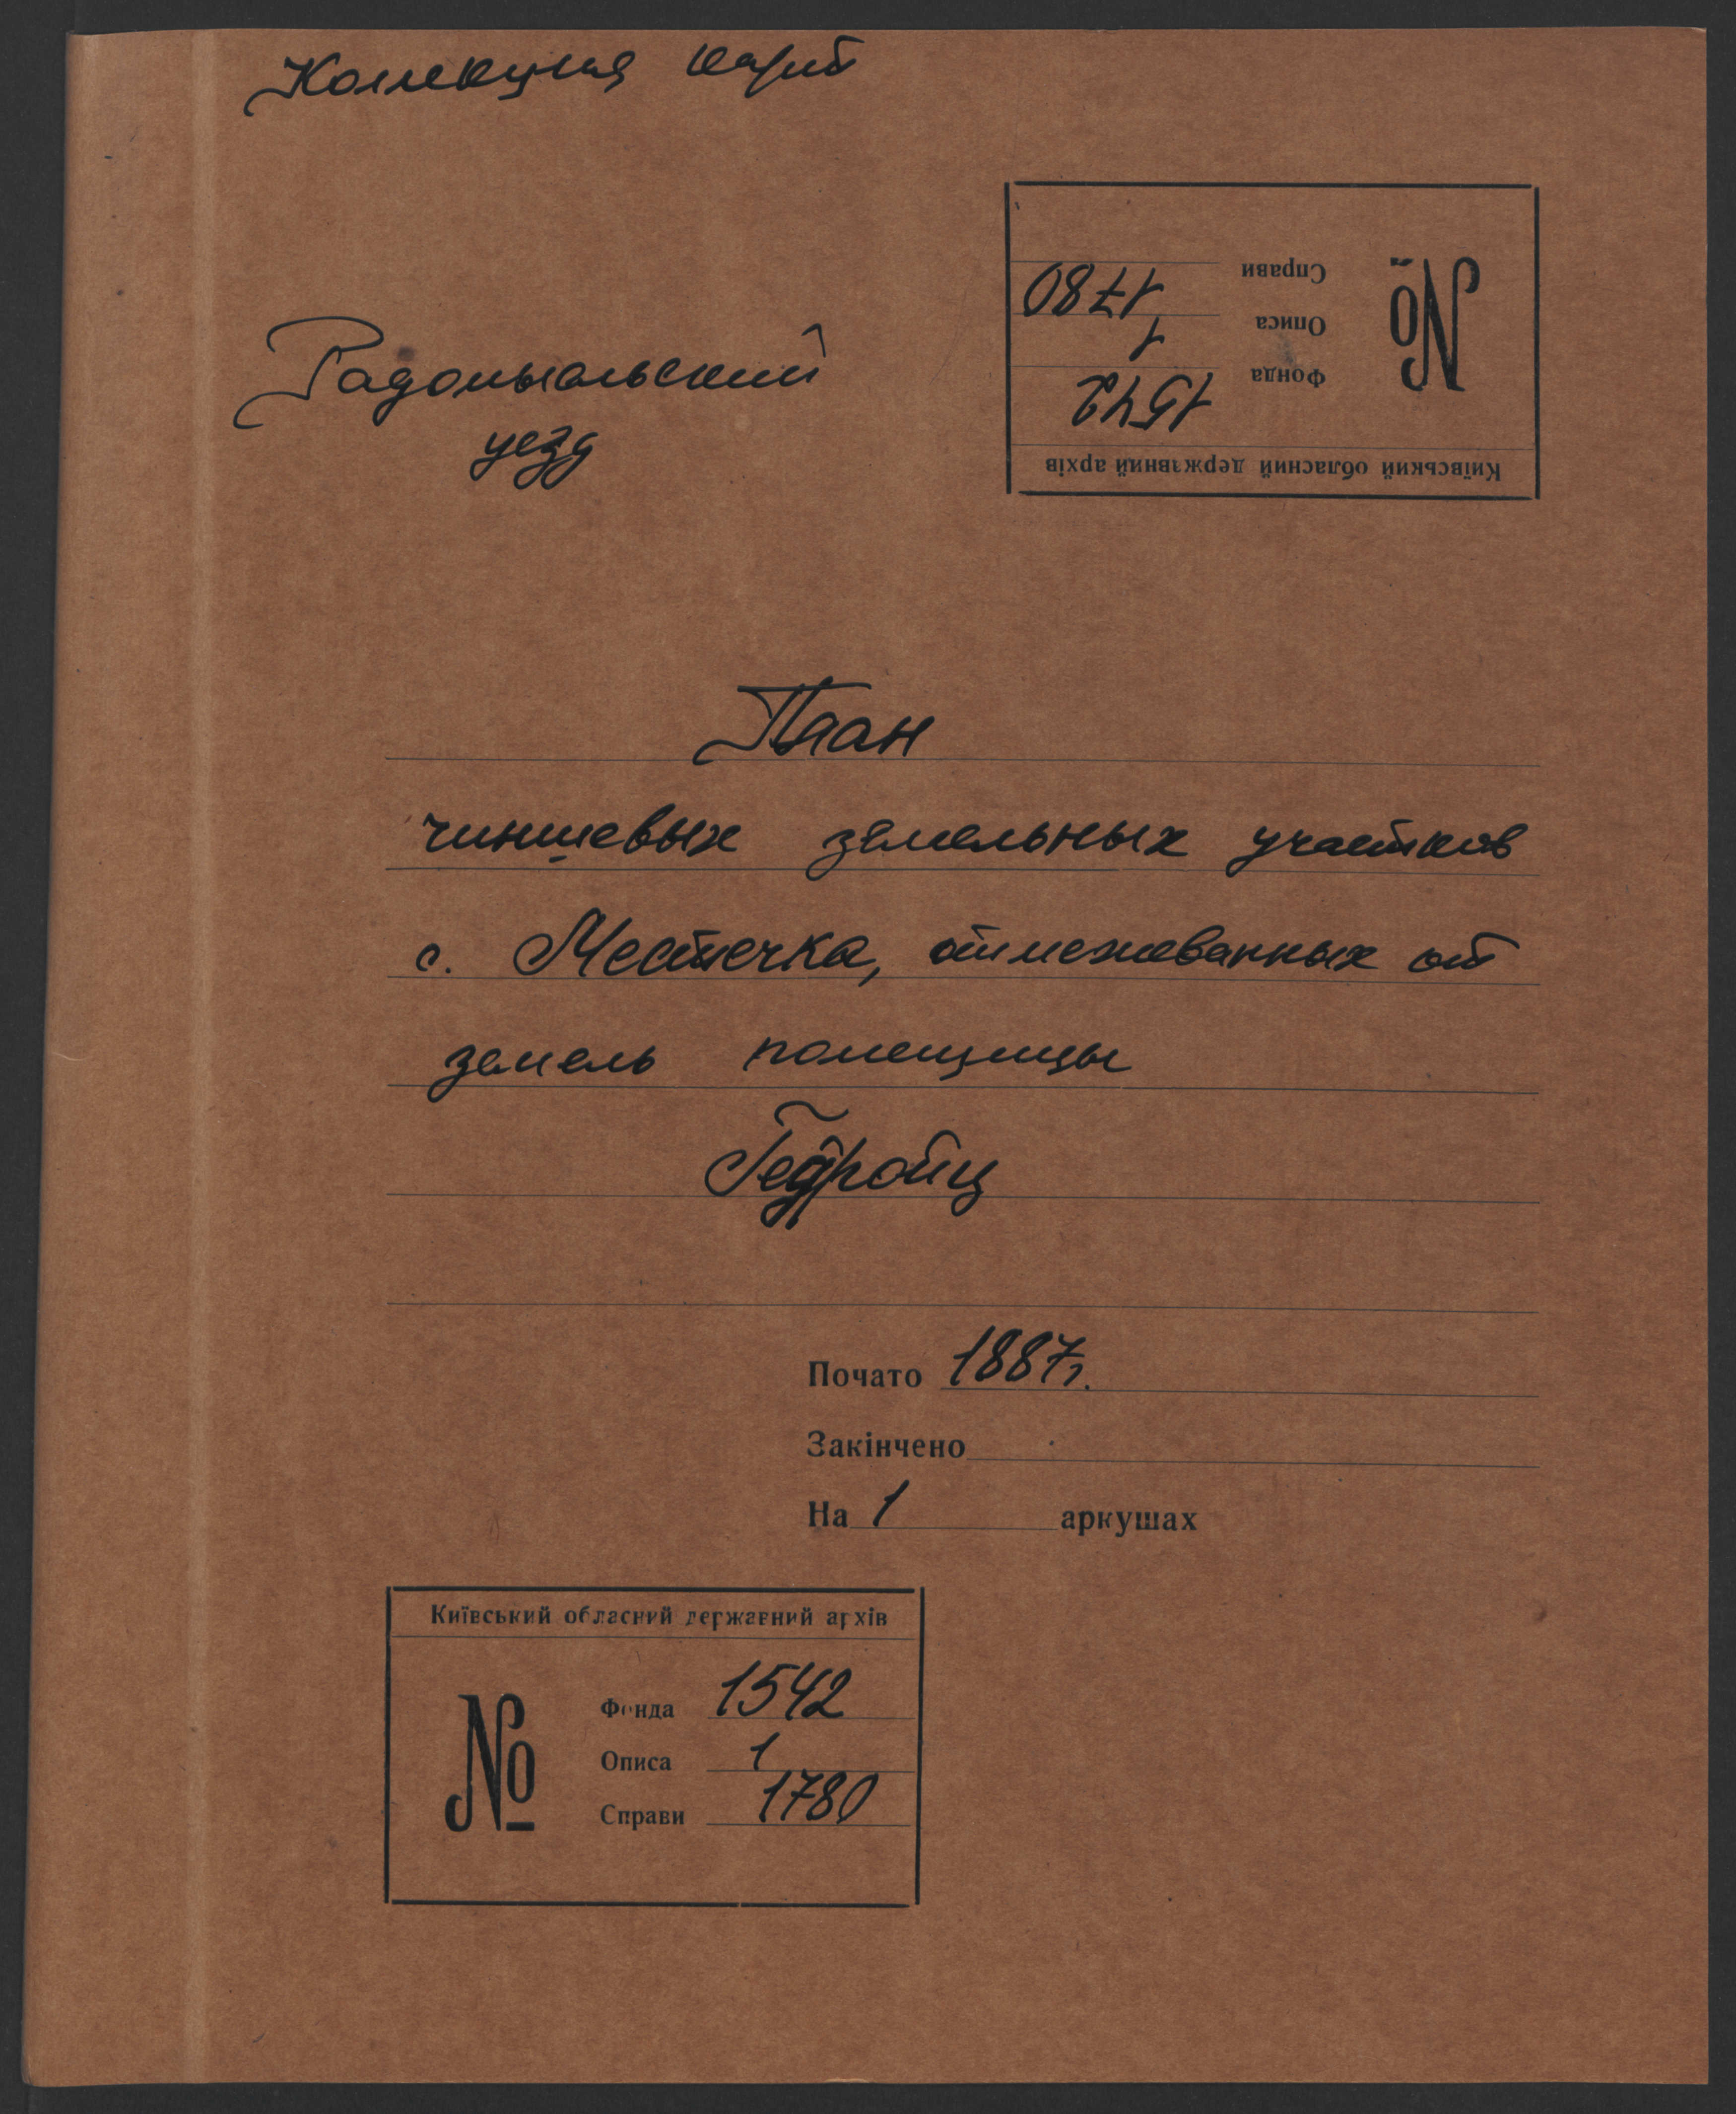 Коллекция карт
Справи 1780
Описа 1
Фонда 1542
№
Київський обласний державний архів
Радомысльский
уезд
План
чиншевых земельных участков
с. Местечка, отмежеванных от
земель помещицы
Гедройц
Почато 1887г.
Закінчено
На 1 аркушах
Київський обласний державний архів
№
Фонда 1542
Описа 1
Справи 1780